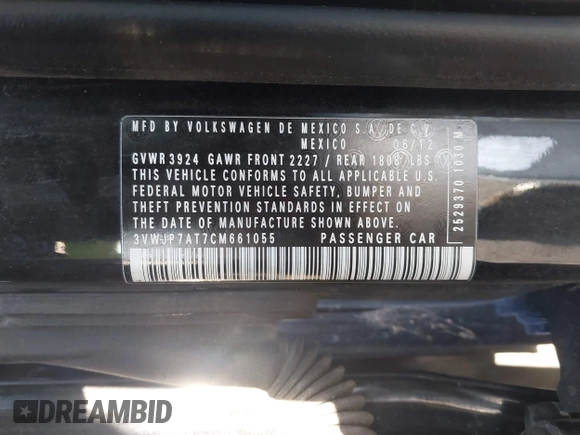 MFD BY VOLKSWAGEN DE MEXICO S.A. DE C.V.
MEXICO 06/12
GVWR 3924 GAWR FRONT 2227 / REAR 1808 LBS
THIS VEHICLE CONFORMS TO ALL APPLICABLE U.S.
FEDERAL MOTOR VEHICLE SAFETY, BUMPER AND
THEFT PREVENTION STANDARDS IN EFFECT ON
THE DATE OF MANUFACTURE SHOWN ABOVE.
3VWJP7AT7CM661055 PASSENGER CAR
2529370 1030 M
DREAMBID